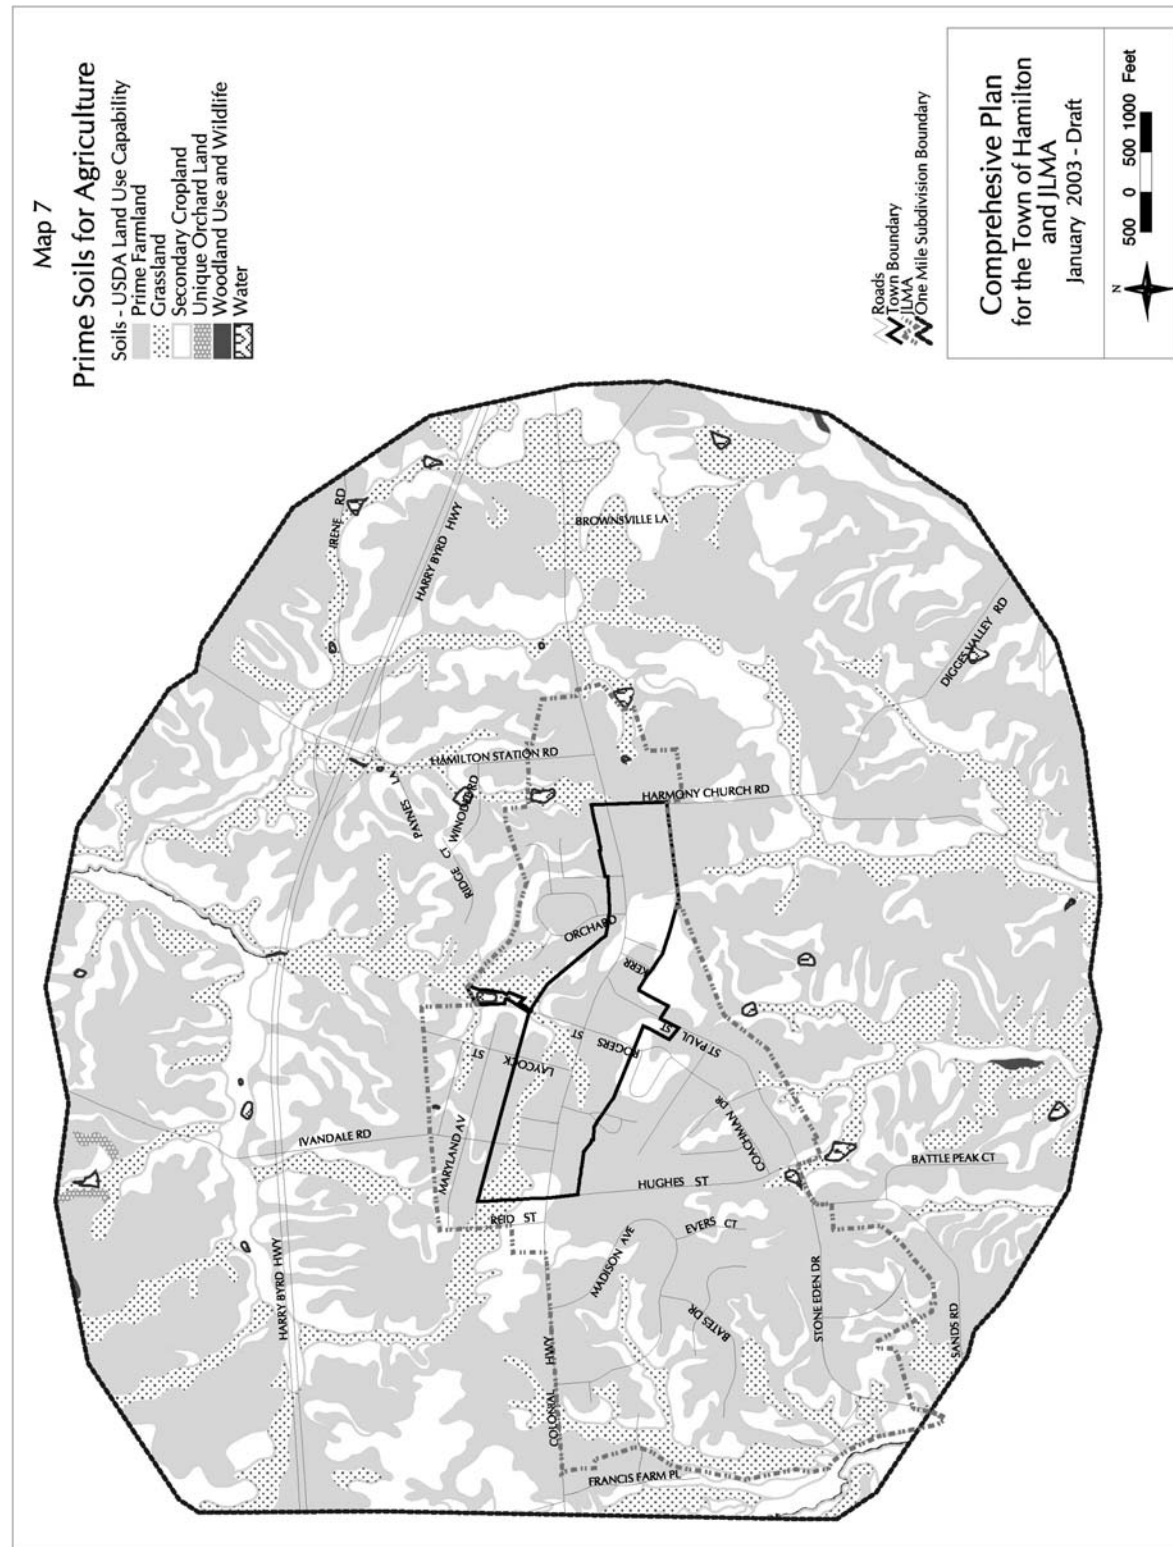 Map 7
Prime Soils for Agriculture
Soils - USDA Land Use Capability
Prime Farmland
Grassland
Secondary Cropland
Unique Orchard Land
Woodland Use and Wildlife
Water
Roads
Town Boundary
JLMA
One Mile Subdivision Boundary
Comprehesive Plan
for the Town of Hamilton
and JLMA
January 2003 - Draft
N
500 0 500 1000 Feet
IRENE RD
HARRY BYRD HWY
BROWNSVILLE LA
DIGGES VALLEY RD
HAMILTON STATION RD
PAYNES LA
RIDGE CT
HARMONY CHURCH RD
ORCHARD
KERR
ROGERS ST
ST PAUL ST
LAYCOCK ST
IVANDALE RD
MARYLAND AV
COACHMAN DR
HUGHES ST
BATTLE PEAK CT
REID ST
EVERS CT
MADISON AVE
HARRY BYRD HWY
BATES DR
STONE EDEN DR
SANDS RD
COLONIAL HWY
FRANCIS FARM PL